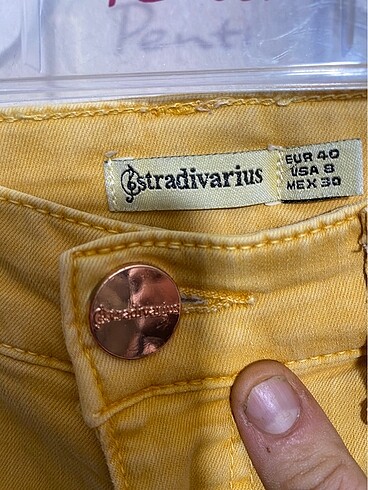 stradivarius
EUR 40
USA 8
MEX 30
stradivarius